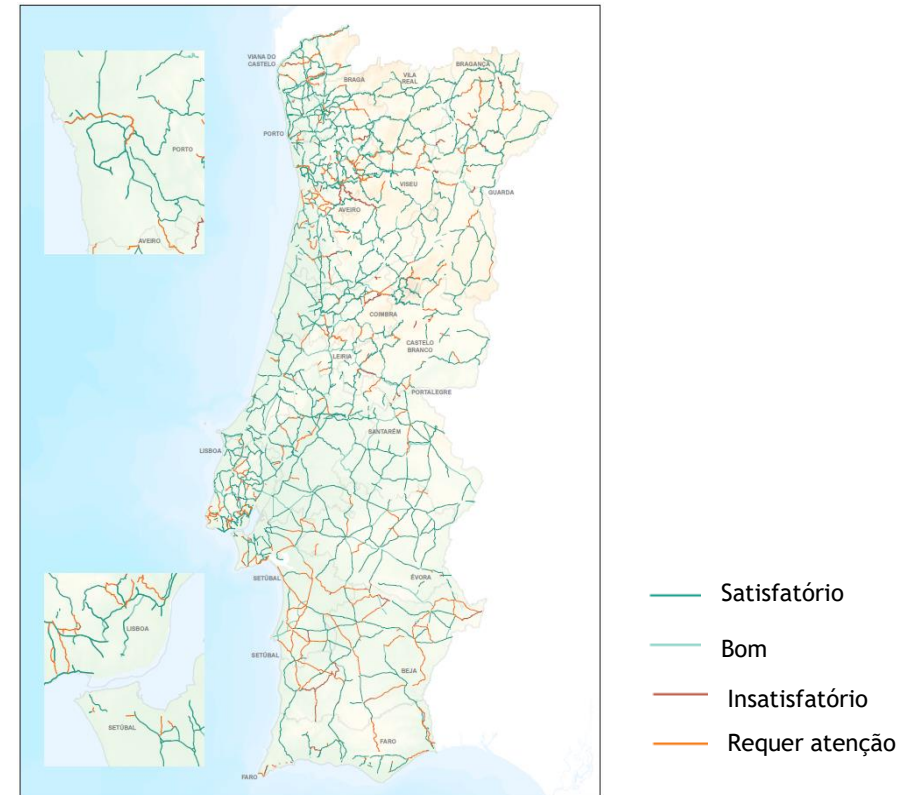 VIANA DO
CASTELO
BRAGA
VILA
REAL
BRAGANÇA
PORTO
PORTO
VISEU
GUARDA
AVEIRO
AVEIRO
COIMBRA
CASTELO
BRANCO
LEIRIA
PORTALEGRE
SANTARÉM
LISBOA
SETÚBAL
ÉVORA
LISBOA
SETÚBAL
BEJA
SETÚBAL
FARO
FARO
Satisfatório
Bom
Insatisfatório
Requer atenção